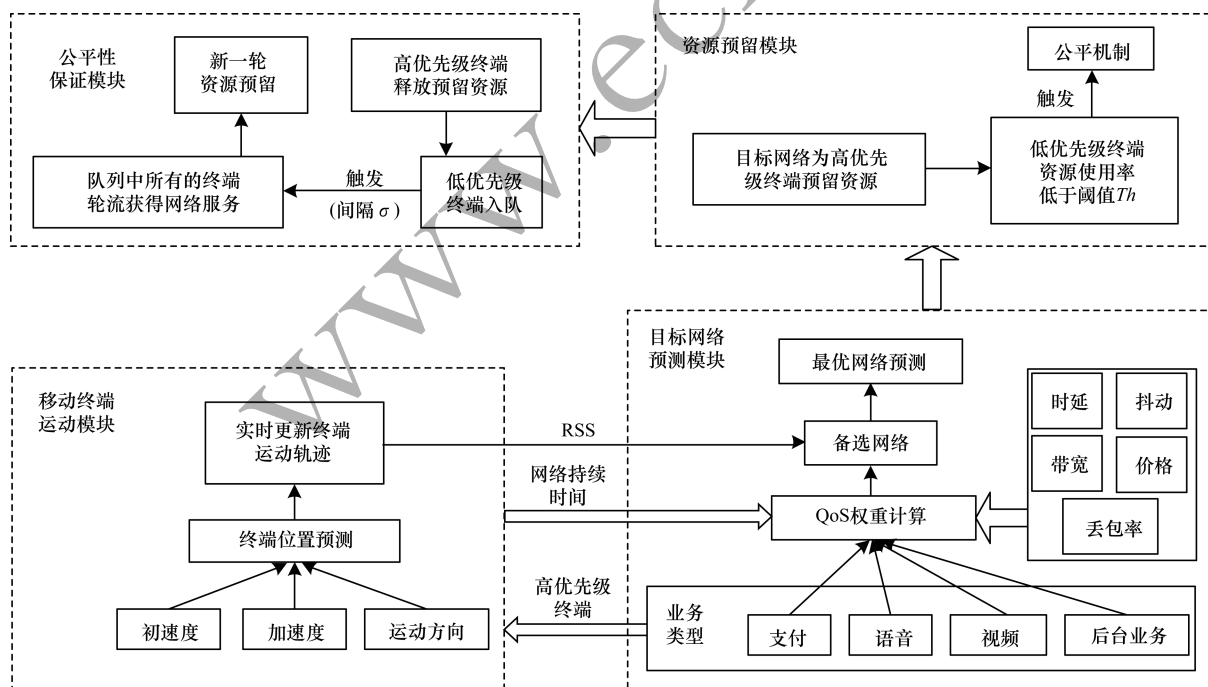 公平性
保证模块
新一轮
资源预留
高优先级终端
释放预留资源
队列中所有的终端
轮流获得网络服务
触发
(间隔σ)
低优先级
终端入队
资源预留模块
公平机制
触发
目标网络为高优先
级终端预留资源
低优先级终端
资源使用率
低于阈值Th
移动终端
运动模块
实时更新终端
运动轨迹
终端位置预测
初速度
加速度
运动方向
RSS
网络持续
时间
高优先级
终端
目标网络
预测模块
最优网络预测
备选网络
QoS权重计算
时延
抖动
带宽
价格
丢包率
业务
类型
支付
语音
视频
后台业务
www.ec